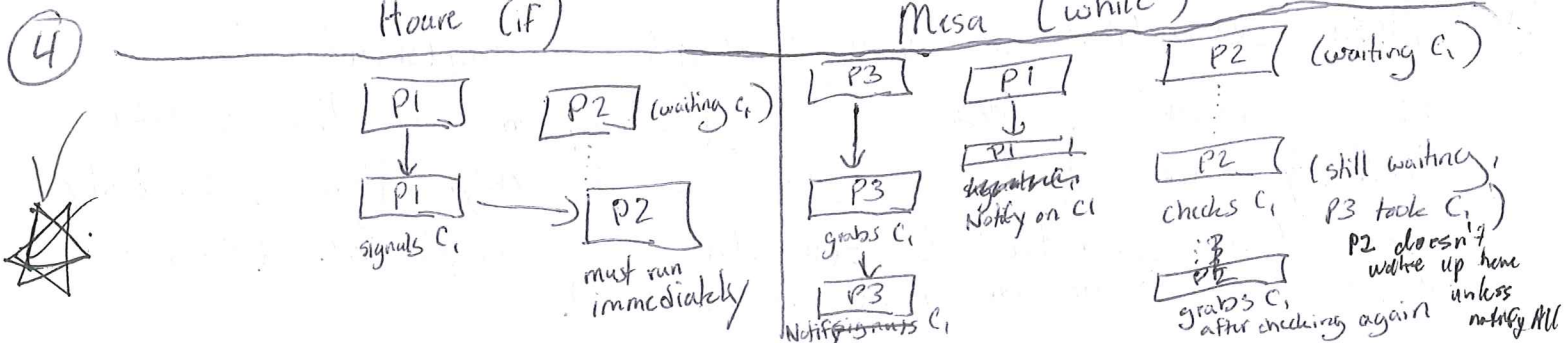 4
Hoare (if)
Mesa (while)
P1
P2 (waiting C1)
P1
signals C1
P2
must run
immediately
P3
P3
grabs C1
P3
Notify C1
P1
P1
Notify on C1
P2 (waiting C1)
P2 (still waiting,
checks C1 P3 took C1)
P2 doesn't
wake up here
unless
notify All
P2
grabs C1
after checking again